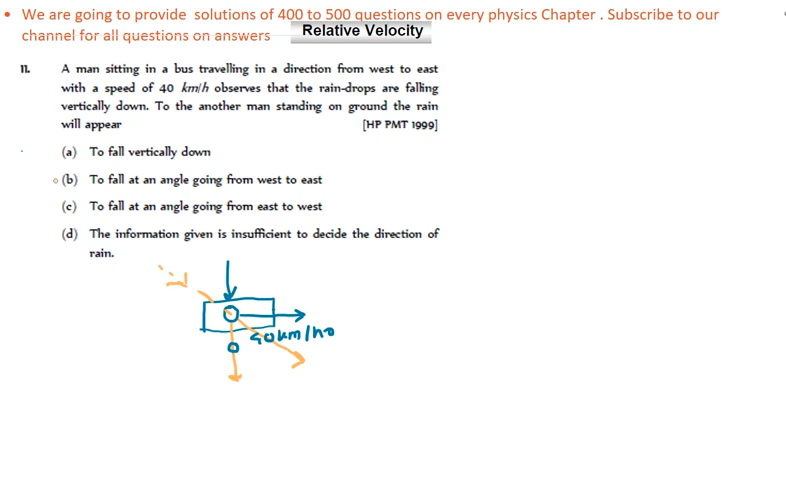 • We are going to provide solutions of 400 to 500 questions on every physics Chapter . Subscribe to our
channel for all questions on answers
Relative Velocity
11. A man sitting in a bus travelling in a direction from west to east
with a speed of 40 km/h observes that the rain-drops are falling
vertically down. To the another man standing on ground the rain
will appear [HP PMT 1999]
(a) To fall vertically down
(b) To fall at an angle going from west to east
(c) To fall at an angle going from east to west
(d) The information given is insufficient to decide the direction of
rain.